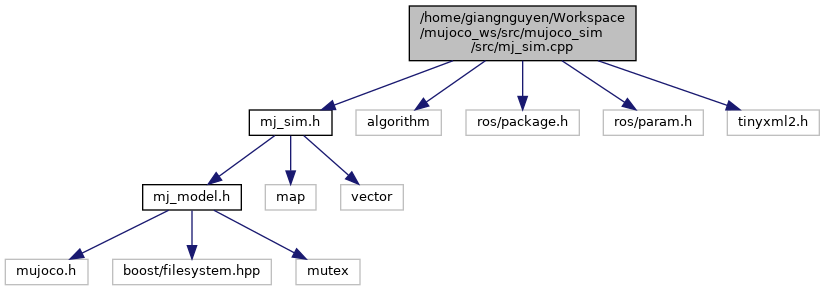 /home/giangnguyen/Workspace
/mujoco_ws/src/mujoco_sim
/src/mj_sim.cpp
mj_sim.h
algorithm
ros/package.h
ros/param.h
tinyxml2.h
mj_model.h
map
vector
mujoco.h
boost/filesystem.hpp
mutex